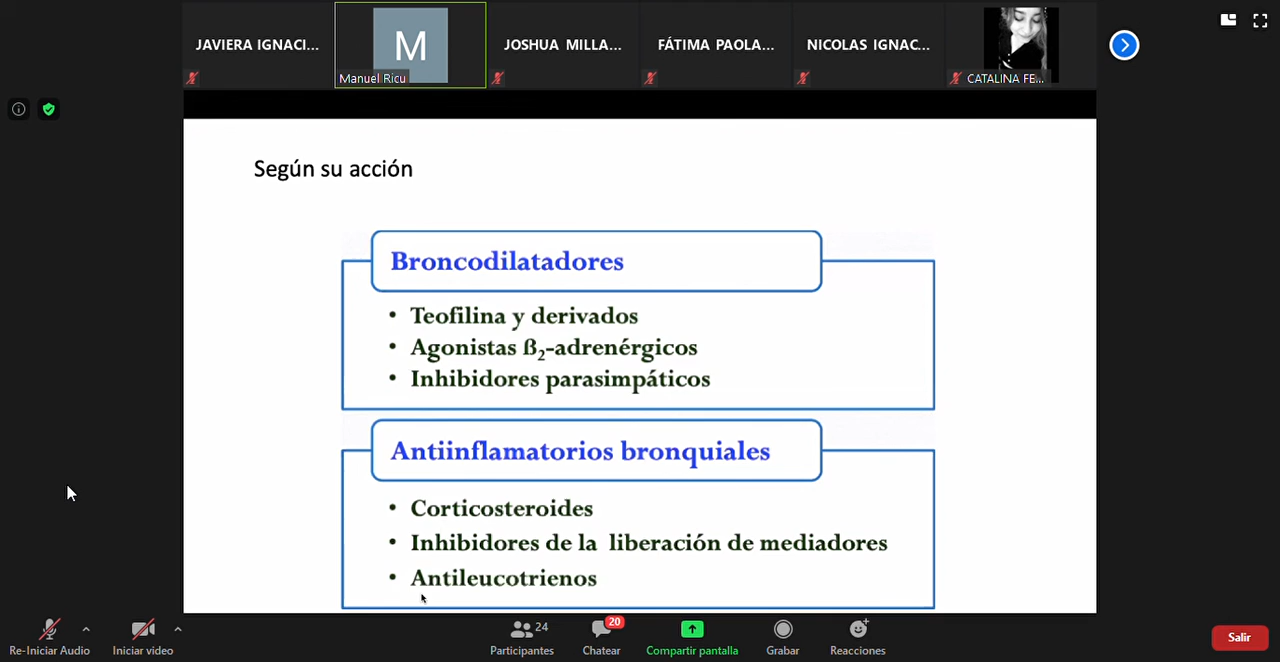 JAVIERA IGNACI...
M
Manuel Ricu
JOSHUA MILLA...
FÁTIMA PAOLA...
NICOLAS IGNAC...
CATALINA FE...
Según su acción
Broncodilatadores
• Teofilina y derivados
• Agonistas ß₂-adrenérgicos
• Inhibidores parasimpáticos
Antiinflamatorios bronquiales
• Corticosteroides
• Inhibidores de la liberación de mediadores
• Antileucotrienos
Re-Iniciar Audio
Iniciar video
24
Participantes
20
Chatear
Compartir pantalla
Grabar
Reacciones
Salir